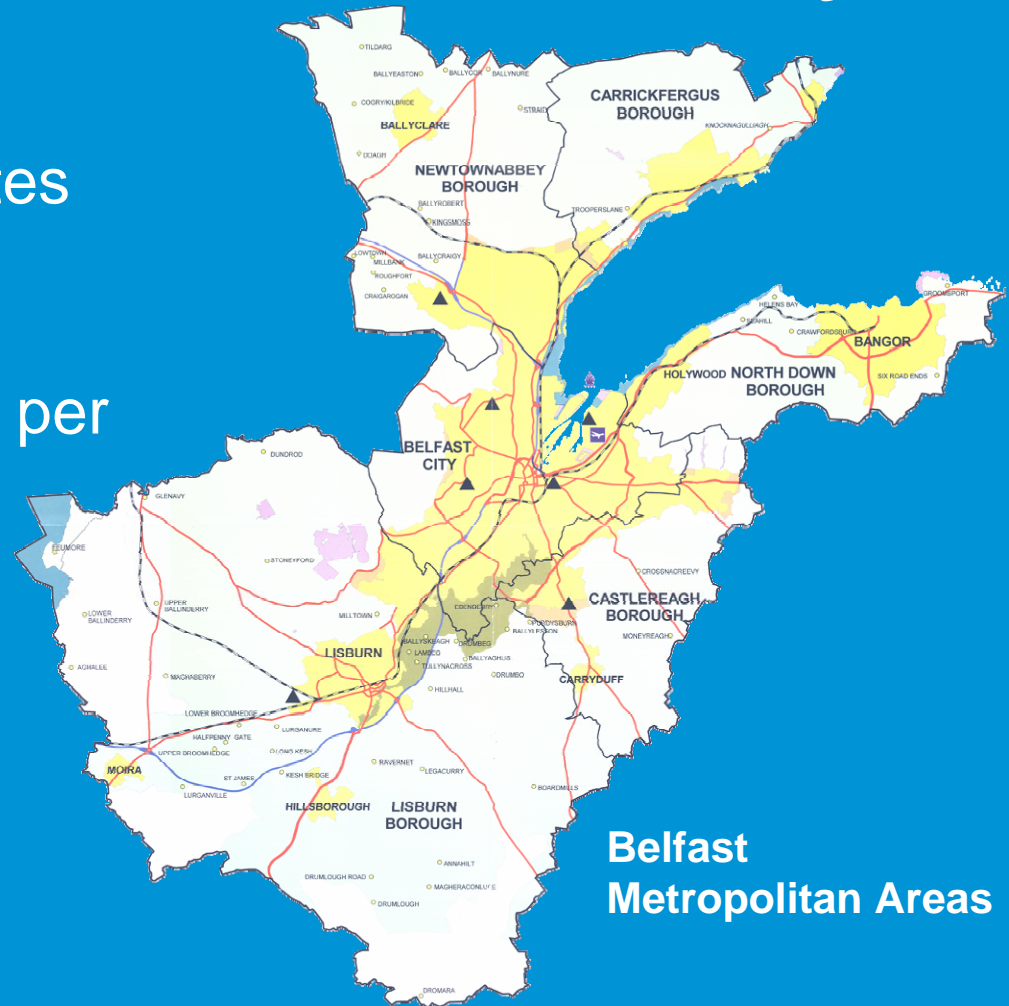 tes
per
TILDARG
BALLYEASTON
BALLYCOR
BALLYNURE
COGRY/KILBRIDE
STRAID
BALLYCLARE
CARRICKFERGUS
BOROUGH
KNOCKNAGULLIAGH
DOAGH
NEWTOWNABBEY
BOROUGH
BALLYROBERT
KINGSMOSS
TROOPERSLANE
LOWTOWN
MILLBANK
BALLYCRAIGY
ROUGHFORT
CRAIGAROGAN
GROOMSPORT
HELENS BAY
SEAHILL
CRAWFORDSBURN
BANGOR
HOLYWOOD
NORTH DOWN
BOROUGH
SIX ROAD ENDS
BELFAST
CITY
DUNDROD
GLENAVY
FEUMORE
STONEYFORD
CROSSNACREEVY
UPPER
BALLINDERRY
LOWER
BALLINDERRY
MILLTOWN
EDENDERRY
CASTLEREAGH
BOROUGH
PURDYSBURN
BALLYLESSON
MONEYREAGH
BALLYSKEAGH
DRUMBEG
LAMBEG
TULLYNACROSS
BALLYAGHLIS
LISBURN
AGHALEE
MAGHABERRY
DRUMBO
CARRYDUFF
HILLHALL
LOWER BROOMHEDGE
LURGANURE
HALFPENNY GATE
UPPER BROOMHEDGE
LONG KESH
MOIRA
ST JAMES
KESH BRIDGE
RAVERNET
LEGACURRY
LURGANVILLE
BOARDMILLS
HILLSBOROUGH
LISBURN
BOROUGH
ANNAHILT
DRUMLOUGH ROAD
MAGHERACONLUCE
DRUMLOUGH
DROMARA
Belfast
Metropolitan Areas